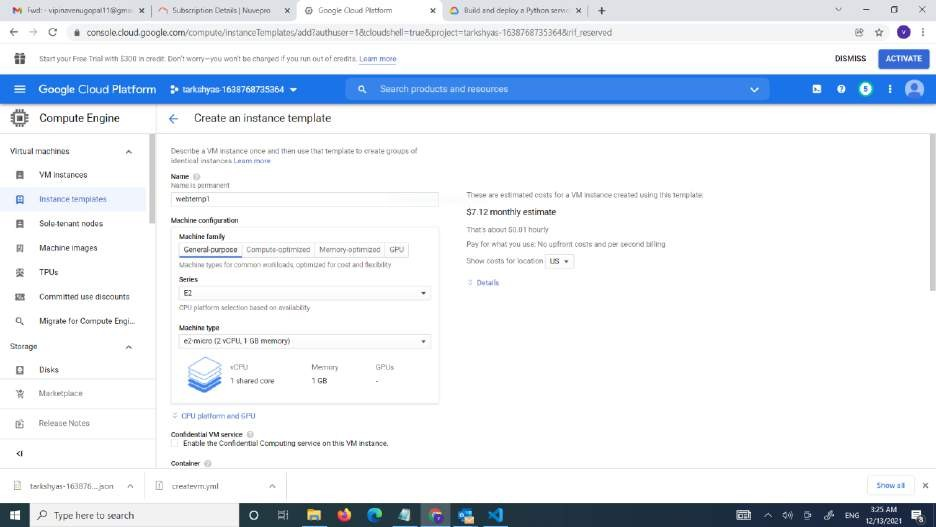 Fwd: - vipinavenugopal11@gmai
Subscription Details | Nuvepro
Google Cloud Platform
Build and deploy a Python servic
console.cloud.google.com/compute/instanceTemplates/add?authuser=1&cloudshell=true&project=tarkshyas-1638768735364&rif_reserved
V
Start your Free Trial with $300 in credit. Don't worry—you won't be charged if you run out of credits. Learn more
DISMISS
ACTIVATE
Google Cloud Platform
tarkshyas-1638768735364
Search products and resources
5
Compute Engine
Create an instance template
Virtual machines
VM instances
Instance templates
Sole-tenant nodes
Machine images
TPUs
Committed use discounts
Migrate for Compute Engi...
Storage
Disks
Marketplace
Release Notes
Describe a VM instance once and then use that template to create groups of
identical instances Learn more
Name
Name is permanent
webtemp1
Machine configuration
Machine family
General-purpose
Compute-optimized
Memory-optimized
GPU
Machine types for common workloads, optimized for cost and flexibility
Series
E2
CPU platform selection based on availability
Machine type
e2-micro (2 vCPU, 1 GB memory)
vCPU
Memory
GPUs
1 shared core
1 GB
-
CPU platform and GPU
Confidential VM service
Enable the Confidential Computing service on this VM instance.
Container
These are estimated costs for a VM instance created using this template:
$7.12 monthly estimate
That's about $0.01 hourly
Pay for what you use: No upfront costs and per second billing
Show costs for location US
Details
tarkshyas-163876....json
createvm.yml
Show all
Type here to search
ENG
3:25 AM
12/13/2021
8